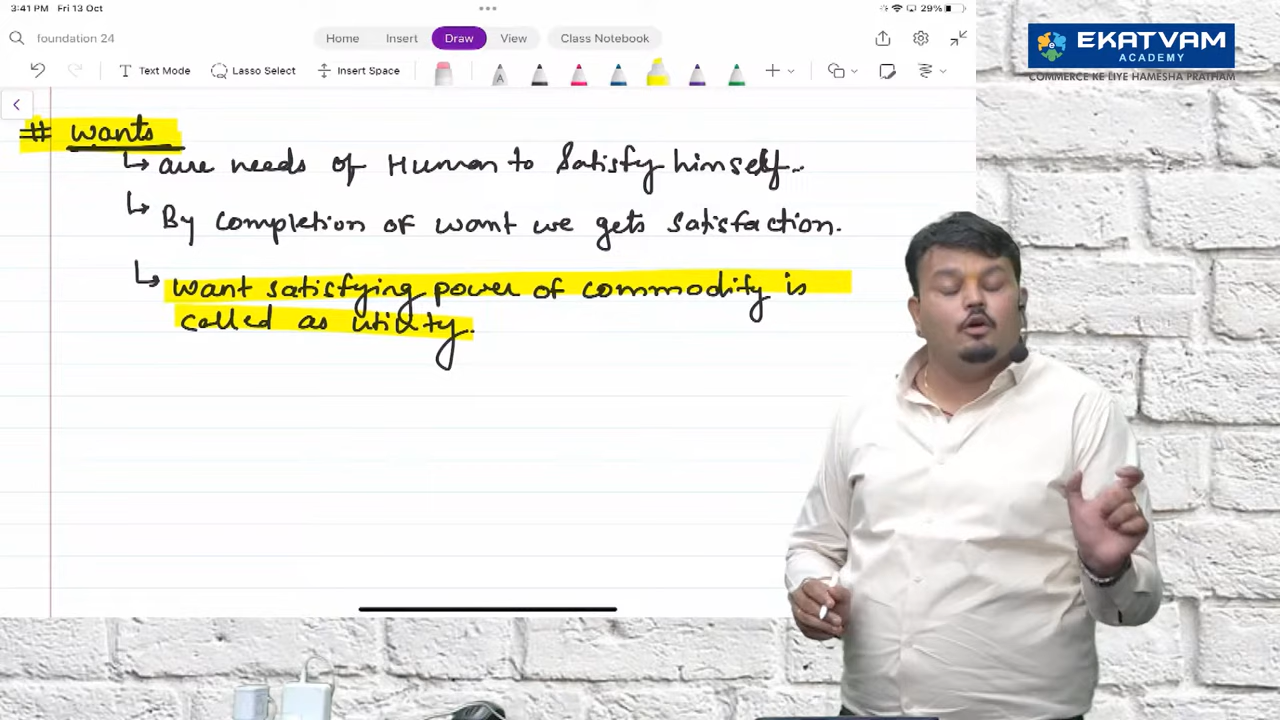 3:41 PM Fri 13 Oct
29%
foundation 24
Home Insert Draw View Class Notebook
Text Mode Lasso Select Insert Space
EKATVAM
ACADEMY
COMMERCE KE LIYE HAMESHA PRATHAM
# Wants
↳ are needs of Human to Satisfy himself..
↳ By completion of want we gets satisfaction.
↳ Want satisfying power of commodity is
called as utility.